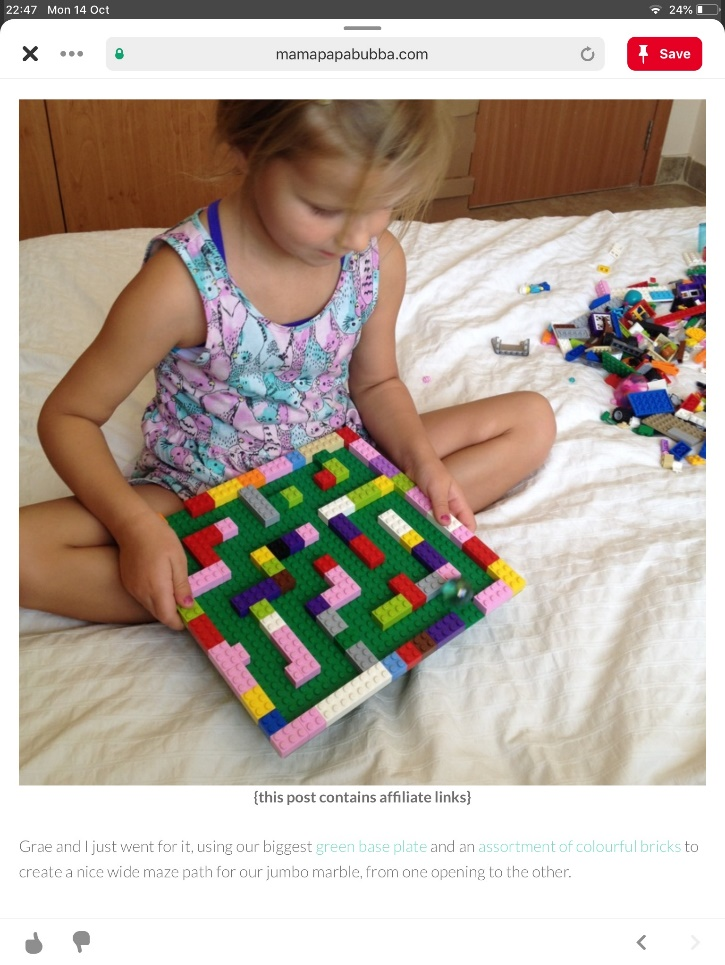 22:47 Mon 14 Oct
24%
mamapapabubba.com
Save
{this post contains affiliate links}
Grae and I just went for it, using our biggest green base plate and an assortment of colourful bricks to
create a nice wide maze path for our jumbo marble, from one opening to the other.